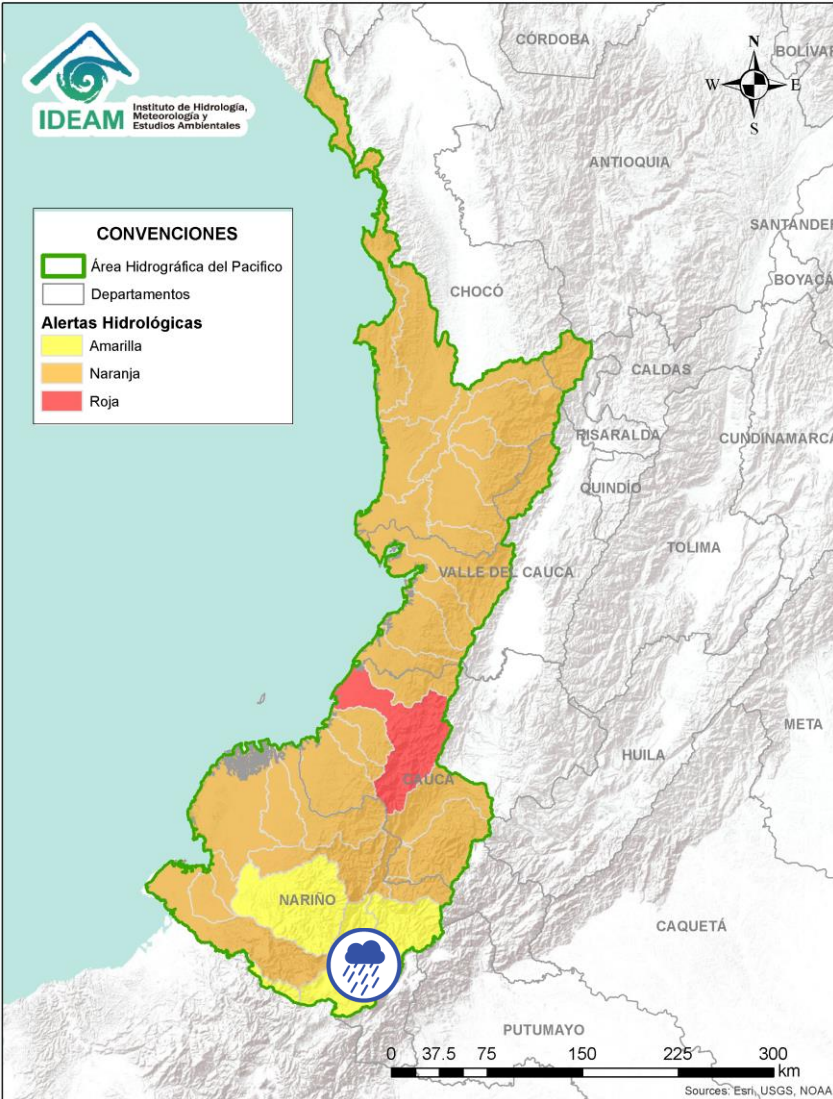 IDEAM
Instituto de Hidrología,
Meteorología y
Estudios Ambientales
N
W
E
S
CONVENCIONES
Área Hidrográfica del Pacifico
Departamentos
Alertas Hidrológicas
Amarilla
Naranja
Roja
CÓRDOBA
BOLÍVAR
ANTIOQUIA
SANTANDER
BOYACÁ
CHOCÓ
CALDAS
RISARALDA
CUNDINAMARCA
QUINDÍO
TOLIMA
VALLE DEL CAUCA
META
HUILA
CAUCA
NARIÑO
CAQUETÁ
PUTUMAYO
0 37.5 75 150 225 300
km
Sources: Esri, USGS, NOAA